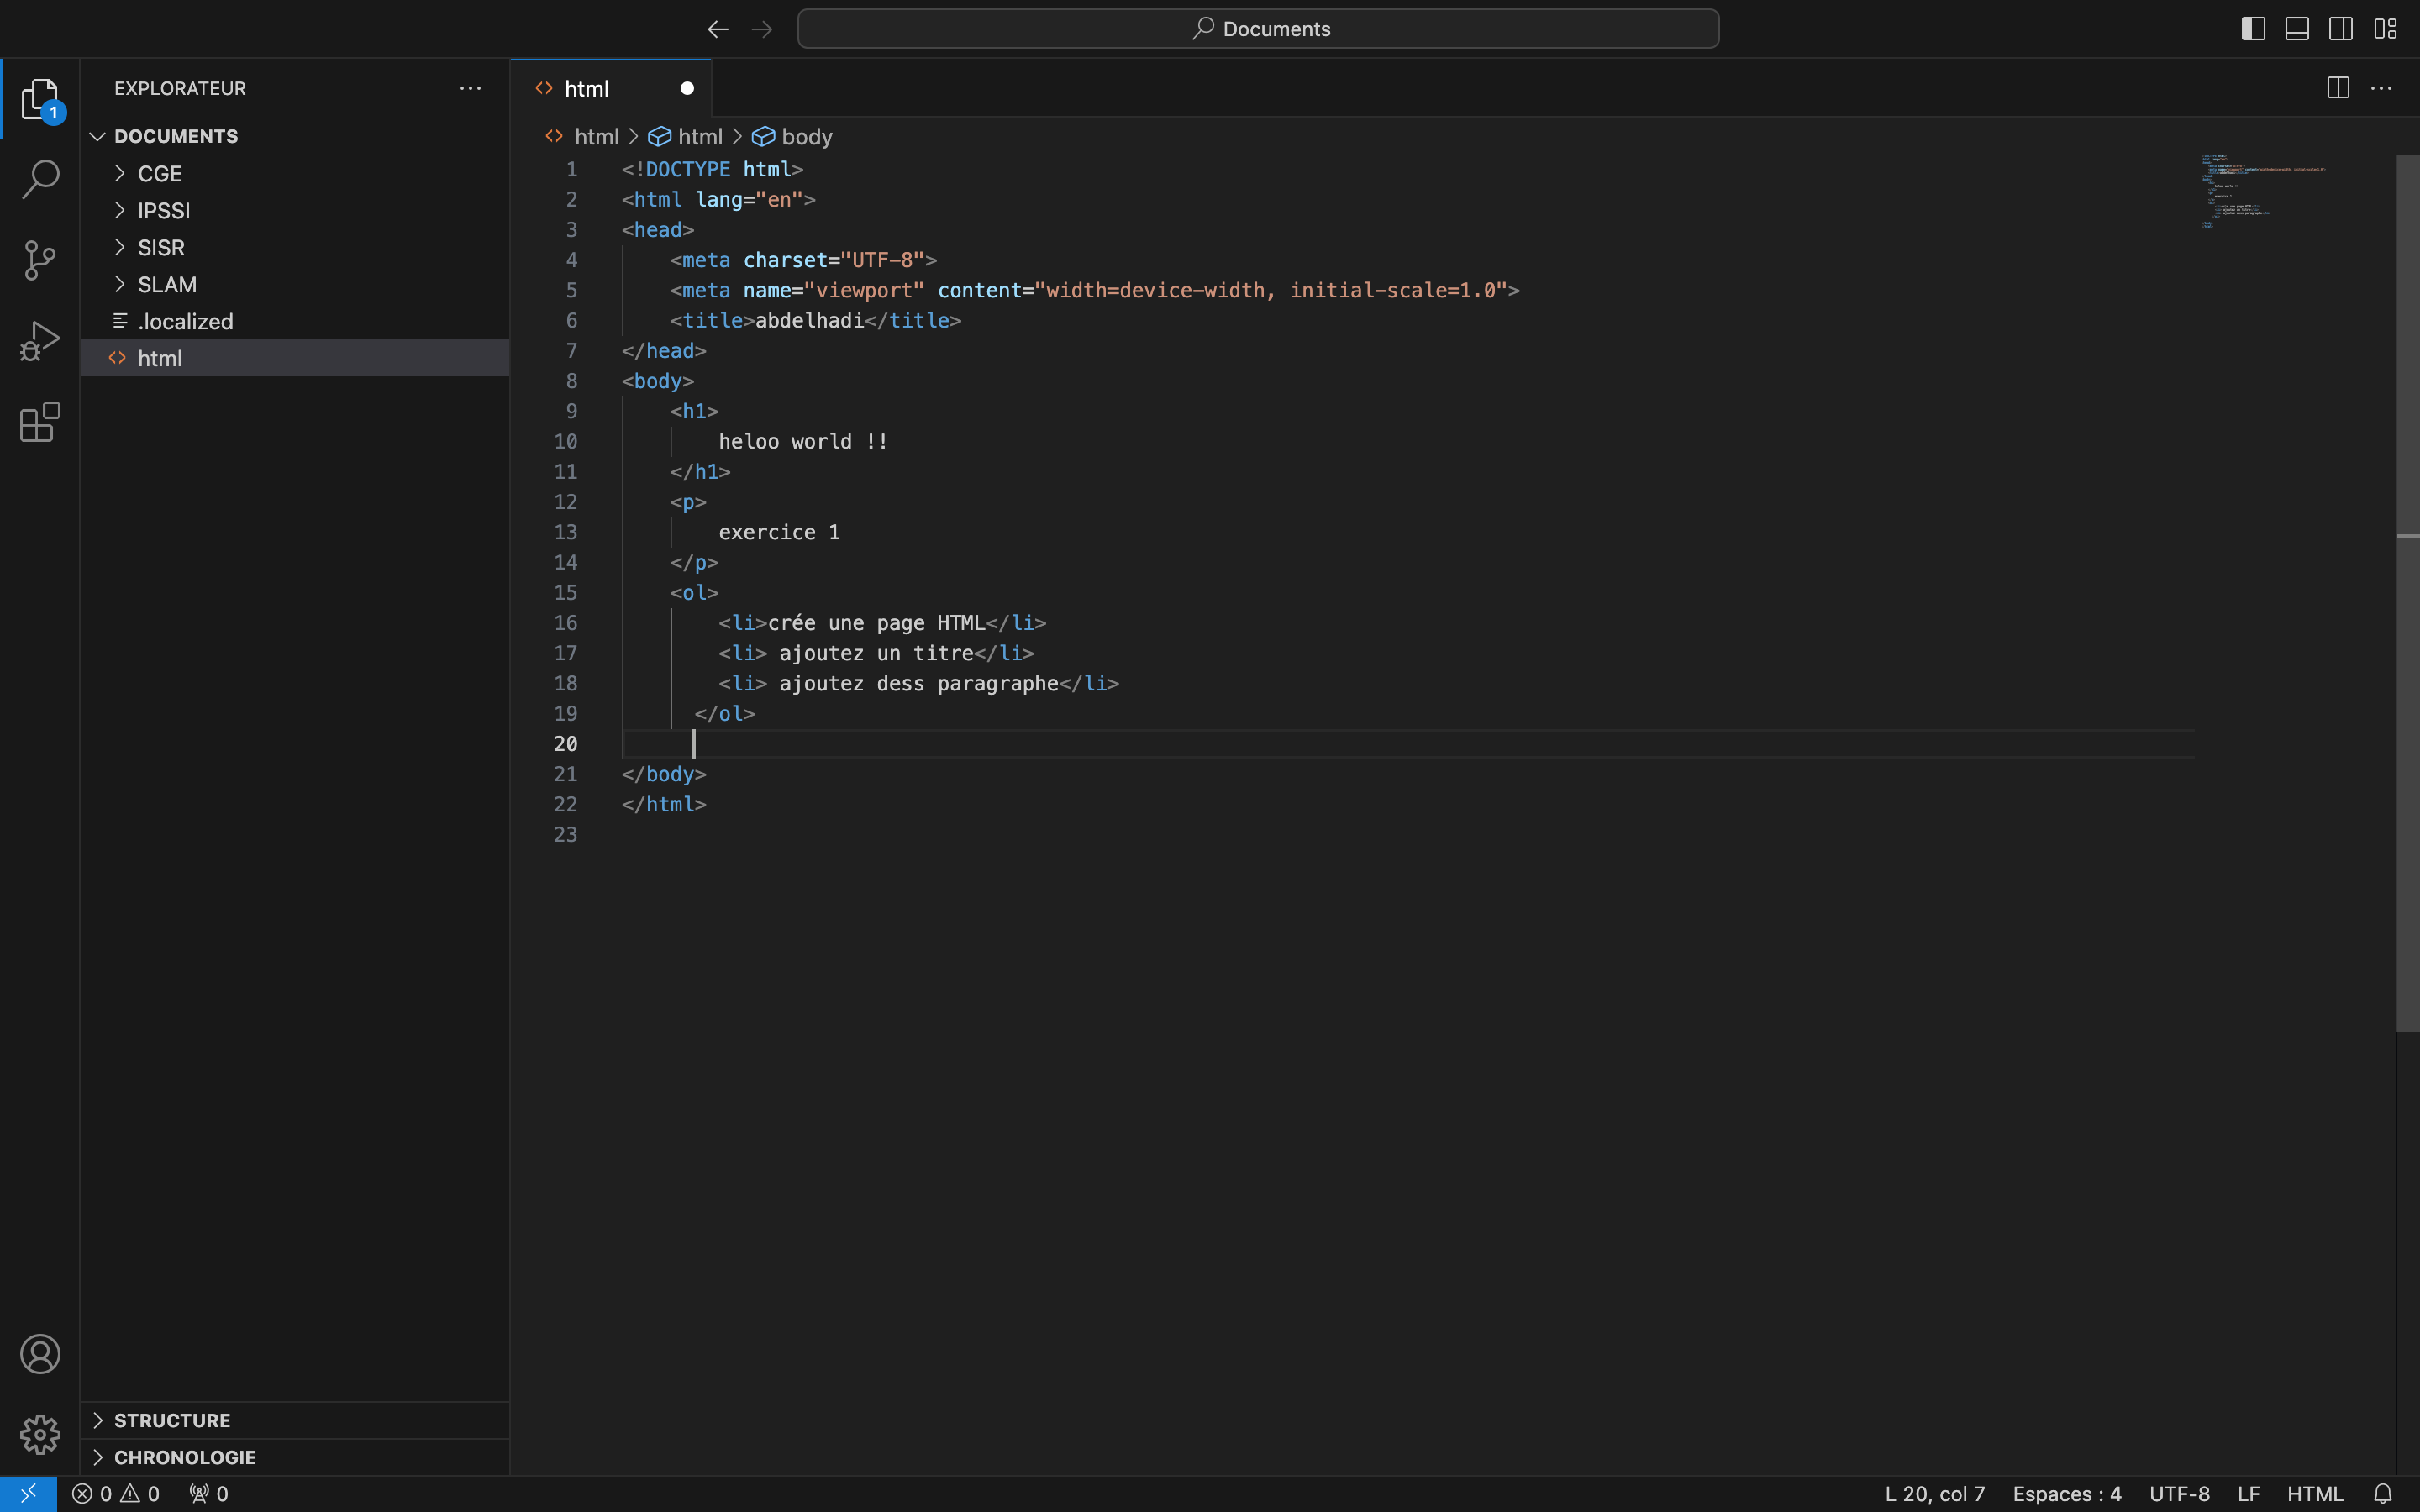 Documents
EXPLORATEUR
1
DOCUMENTS
CGE
IPSSI
SISR
SLAM
.localized
html
html
html > html > body
1 <!DOCTYPE html>
2 <html lang="en">
3 <head>
4 <meta charset="UTF-8">
5 <meta name="viewport" content="width=device-width, initial-scale=1.0">
6 <title>abdelhadi</title>
7 </head>
8 <body>
9 <h1>
10 heloo world !!
11 </h1>
12 <p>
13 exercice 1
14 </p>
15 <ol>
16 <li>crée une page HTML</li>
17 <li> ajoutez un titre</li>
18 <li> ajoutez dess paragraphe</li>
19 </ol>
20
21 </body>
22 </html>
23
STRUCTURE
CHRONOLOGIE
0 0 0
L 20, col 7 Espaces : 4 UTF-8 LF HTML